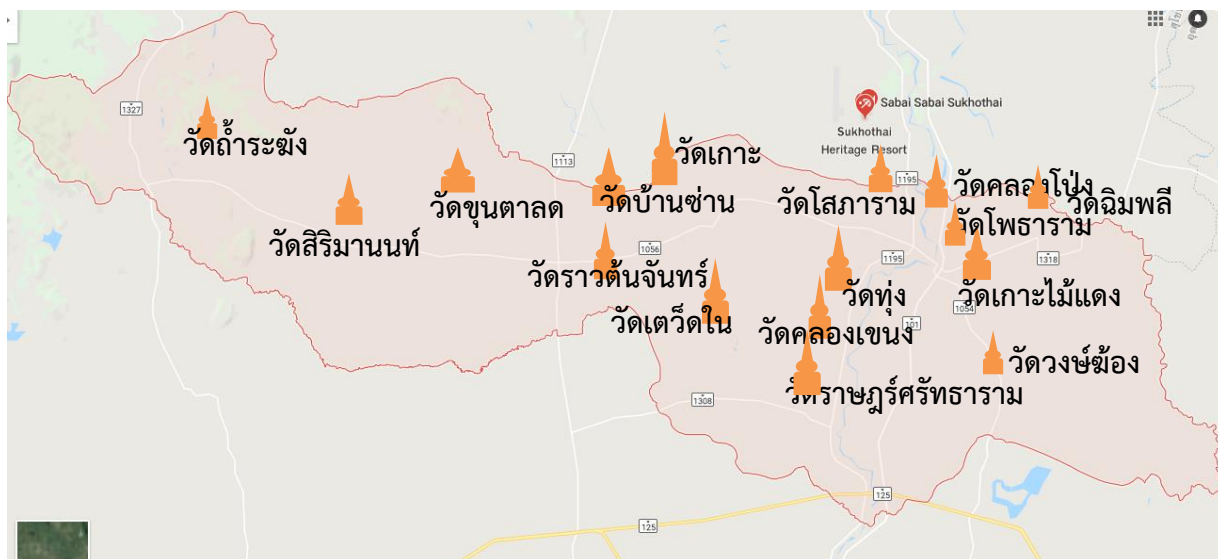 1327
วัดถ้ำระฆัง
วัดสิริมานนท์
วัดขุนตาลด
1113
วัดบ้านซ่าน
วัดเกาะ
Sabai Sabai Sukhothai
Sukhothai
Heritage Resort
1195
วัดโสภาราม
วัดคลองโป่ง
วัดฉิมพลี
วัดโพธาราม
1056
วัดราวต้นจันทร์
1195
1318
วัดเตว็ดใน
วัดทุ่ง
วัดเกาะไม้แดง
1054
101
วัดคลองเขนง
วัดวงษ์ฆ้อง
วัดราษฎร์ศรัทธาราม
1308
125
125